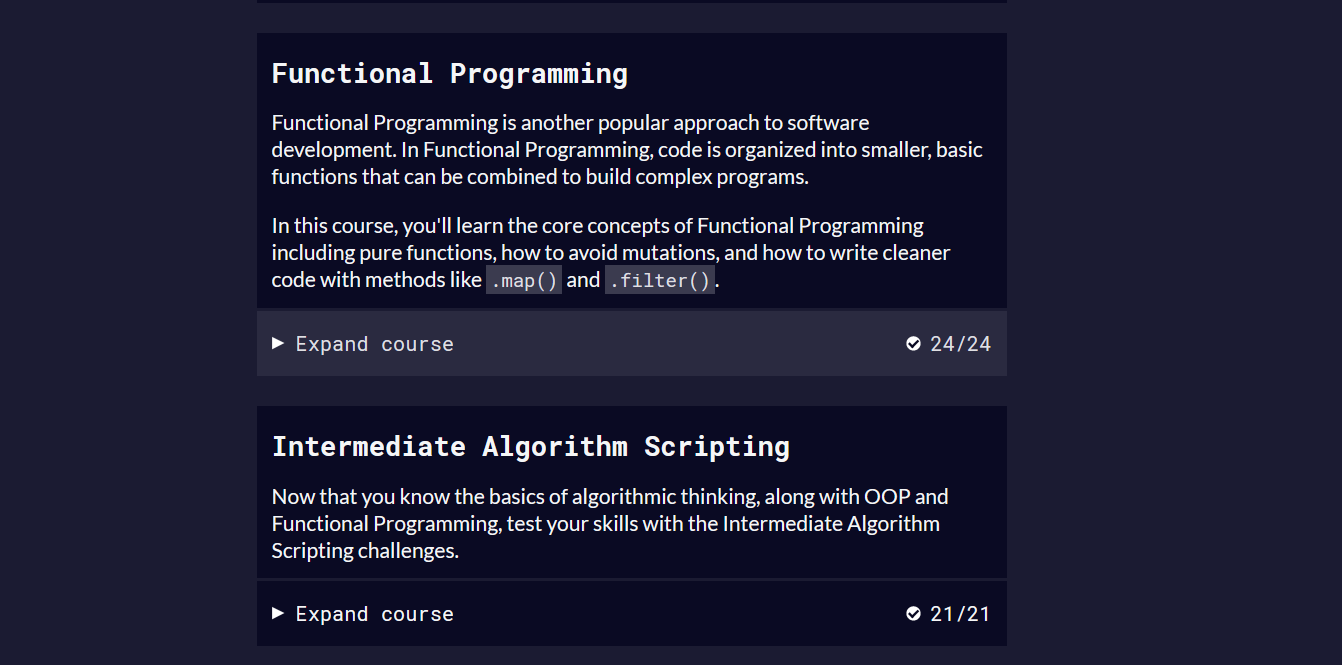 Functional Programming
Functional Programming is another popular approach to software
development. In Functional Programming, code is organized into smaller, basic
functions that can be combined to build complex programs.
In this course, you'll learn the core concepts of Functional Programming
including pure functions, how to avoid mutations, and how to write cleaner
code with methods like .map() and .filter().
Expand course 24/24
Intermediate Algorithm Scripting
Now that you know the basics of algorithmic thinking, along with OOP and
Functional Programming, test your skills with the Intermediate Algorithm
Scripting challenges.
Expand course 21/21